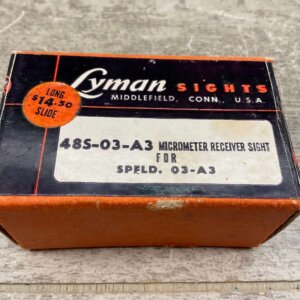 Lyman SIGHTS
MIDDLEFIELD, CONN., U.S.A.
LONG
$14.50
SLIDE
48S-03-A3 MICROMETER RECEIVER SIGHT
FOR
SPFLD. 03-A3